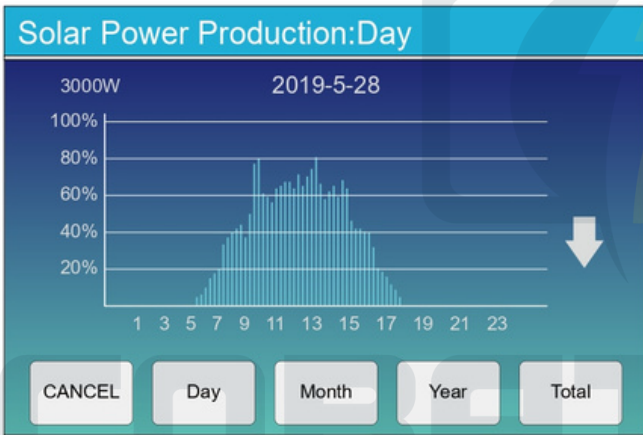 Solar Power Production:Day
3000W 2019-5-28
100%
80%
60%
40%
20%
1 3 5 7 9 11 13 15 17 19 21 23
CANCEL Day Month Year Total